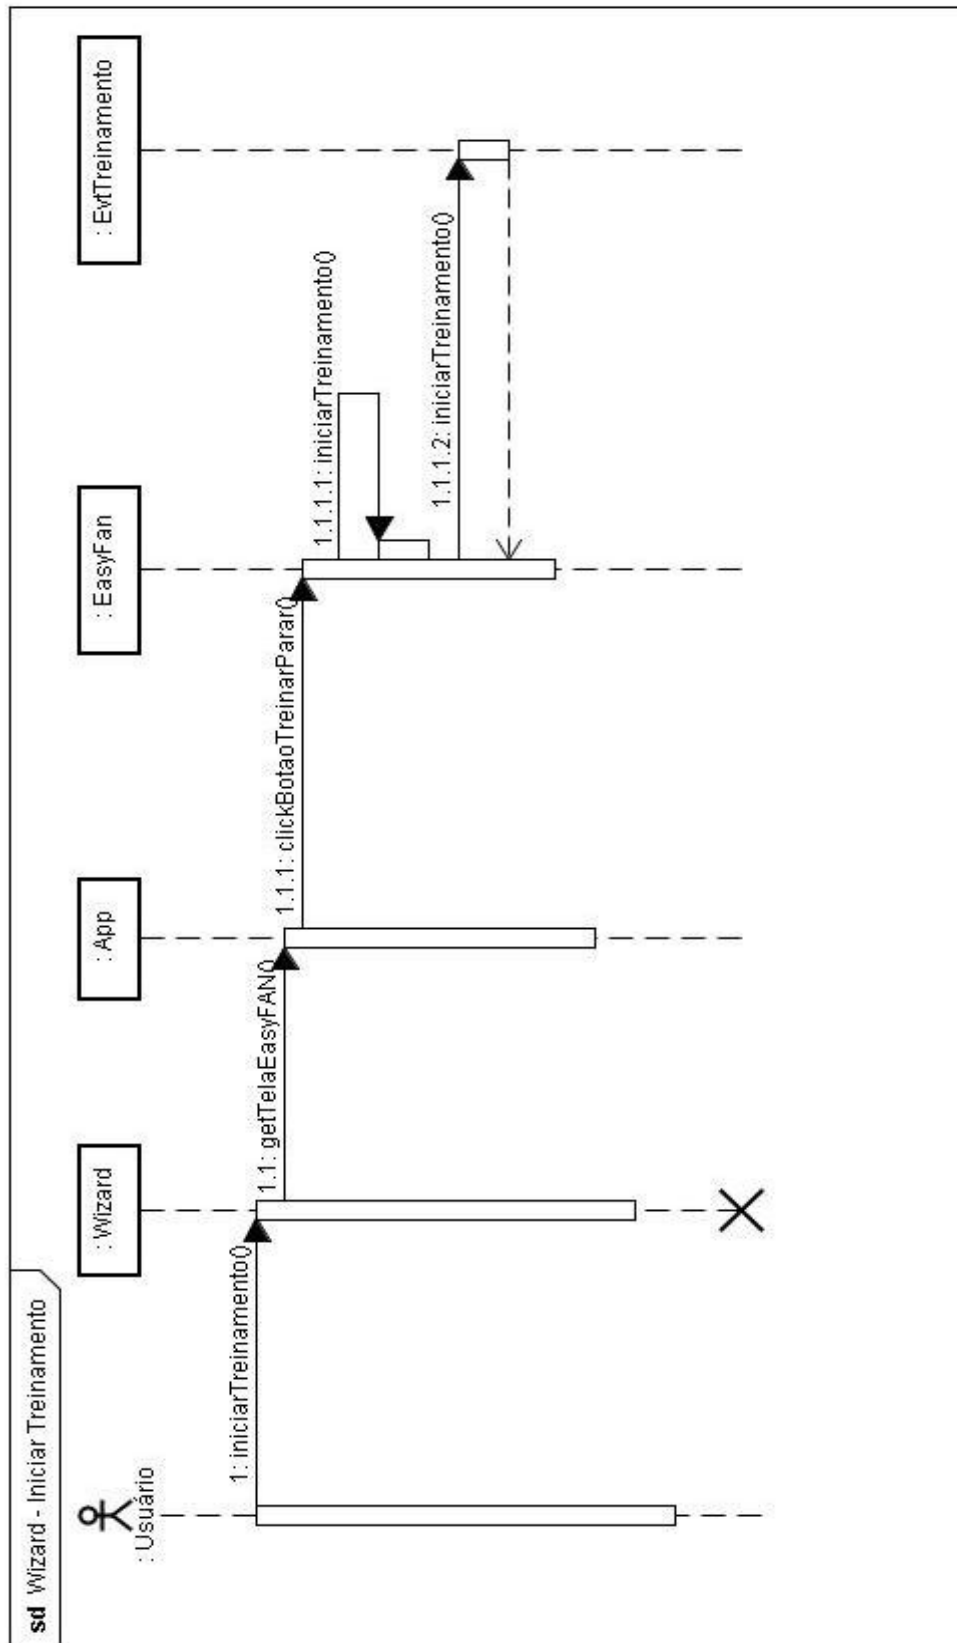 sd Wizard - Iniciar Treinamento
: Usuário
: Wizard
: App
: EasyFan
: EvtTreinamento
1: iniciarTreinamento()
1.1: getTelaEasyFAN()
1.1.1: clickBotaoTreinarParar()
1.1.1.1: iniciarTreinamento()
1.1.1.2: iniciarTreinamento()